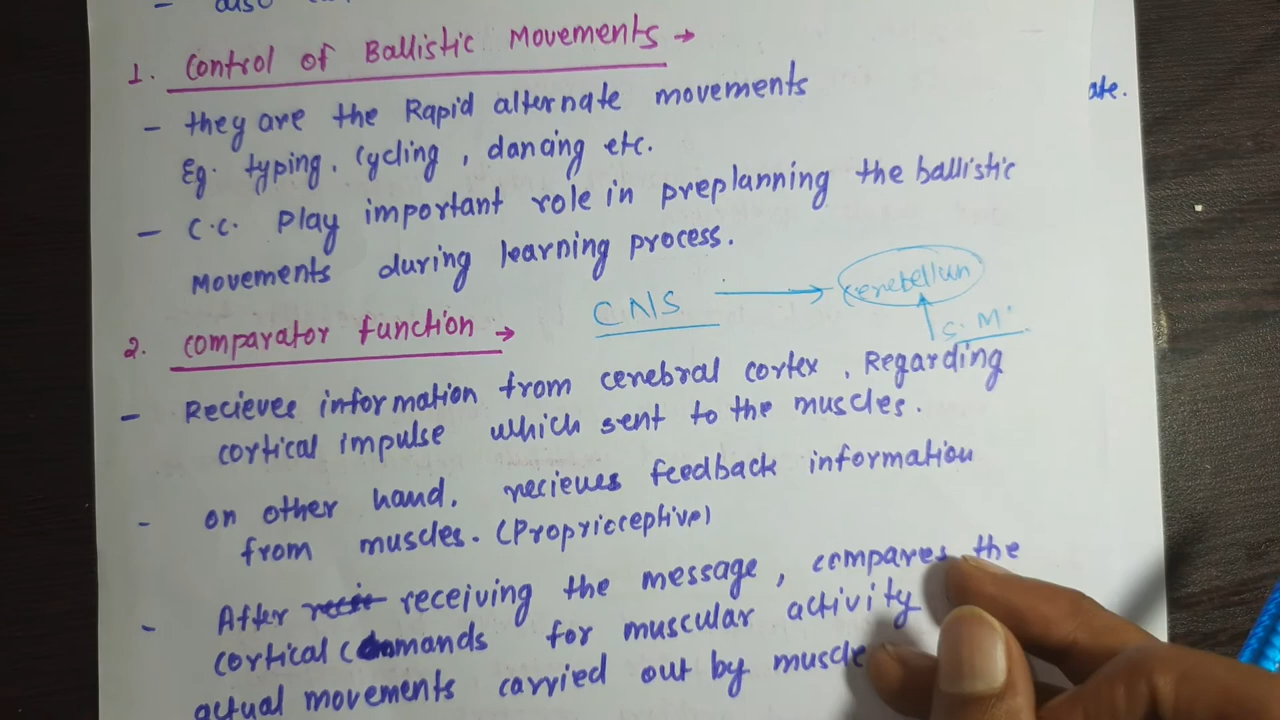 also
1. Control of Ballistic Movements →
- they are the Rapid alternate movements
ate.
Eg. typing, cycling, dancing etc.
- C.C. Play important role in preplanning the ballistic
Movements during learning process.
CNS → cerebellum
S.M.
2. Comparator function →
- Recieves information from cerebral cortex, Regarding
cortical impulse which sent to the muscles.
- on other hand, recieves feedback information
from muscles. (Proprioceptive)
- After receiving the message, compares the
cortical commands for muscular activity
actual movements carried out by muscle